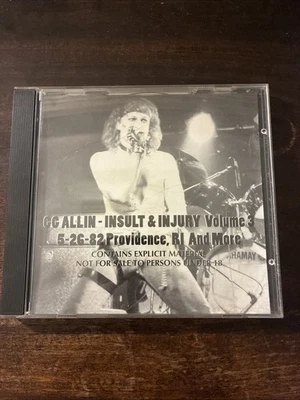 GG ALLIN - INSULT & INJURY Volume 3
5-26-82 Providence, RI And More
CONTAINS EXPLICIT MATERIAL
NOT FOR SALE TO PERSONS UNDER 18